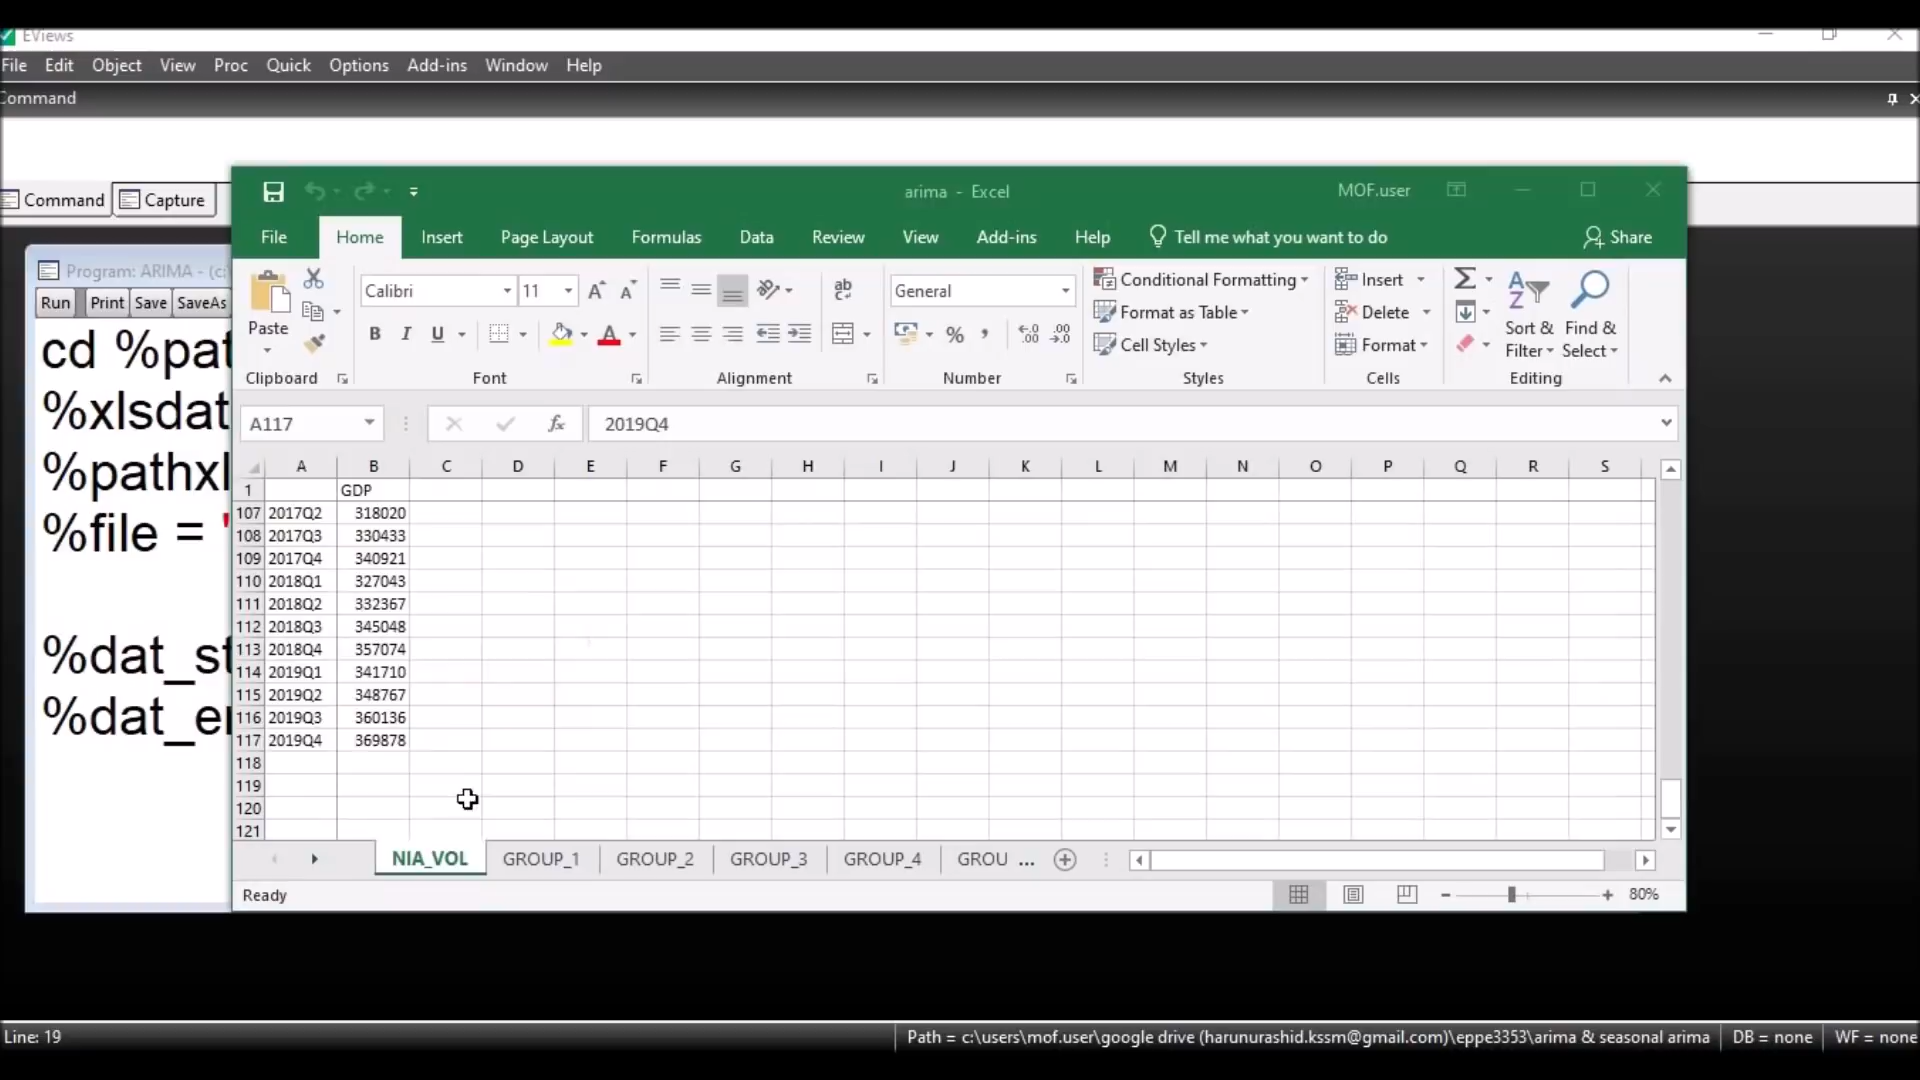 EViews
File Edit Object View Proc Quick Options Add-ins Window Help
Command
Command Capture
Program: ARIMA - (c:\
Run Print Save SaveAs
cd %pat
%xlsdat
%pathxl
%file = '
%dat_st
%dat_er
arima - Excel
MOF.user
File Home Insert Page Layout Formulas Data Review View Add-ins Help Tell me what you want to do Share
Paste
Calibri 11
B I U
General
Conditional Formatting
Format as Table
Cell Styles
Insert
Delete
Format
Sort & Filter
Find & Select
Clipboard Font Alignment Number Styles Cells Editing
A117 fx 2019Q4
A B C D E F G H I J K L M N O P Q R S
1 GDP
107 2017Q2 318020
108 2017Q3 330433
109 2017Q4 340921
110 2018Q1 327043
111 2018Q2 332367
112 2018Q3 345048
113 2018Q4 357074
114 2019Q1 341710
115 2019Q2 348767
116 2019Q3 360136
117 2019Q4 369878
118
119
120
121
NIA_VOL GROUP_1 GROUP_2 GROUP_3 GROUP_4 GROU ...
Ready 80%
Line: 19 Path = c:\users\mof.user\google drive (harunurashid.kssm@gmail.com)\eppe3353\arima & seasonal arima DB = none WF = none